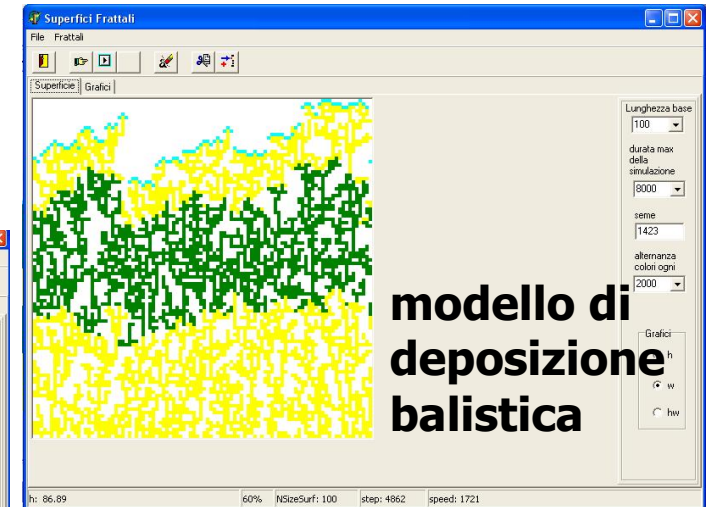 Superfici Frattali
File Frattali
Superficie Grafici
Lunghezza base
100
durata max
della
simulazione
8000
seme
1423
alternanza
colori ogni
2000
modello di
deposizione
balistica
Grafici
h
w
hw
h: 86.89 60% NSizeSurf: 100 step: 4862 speed: 1721